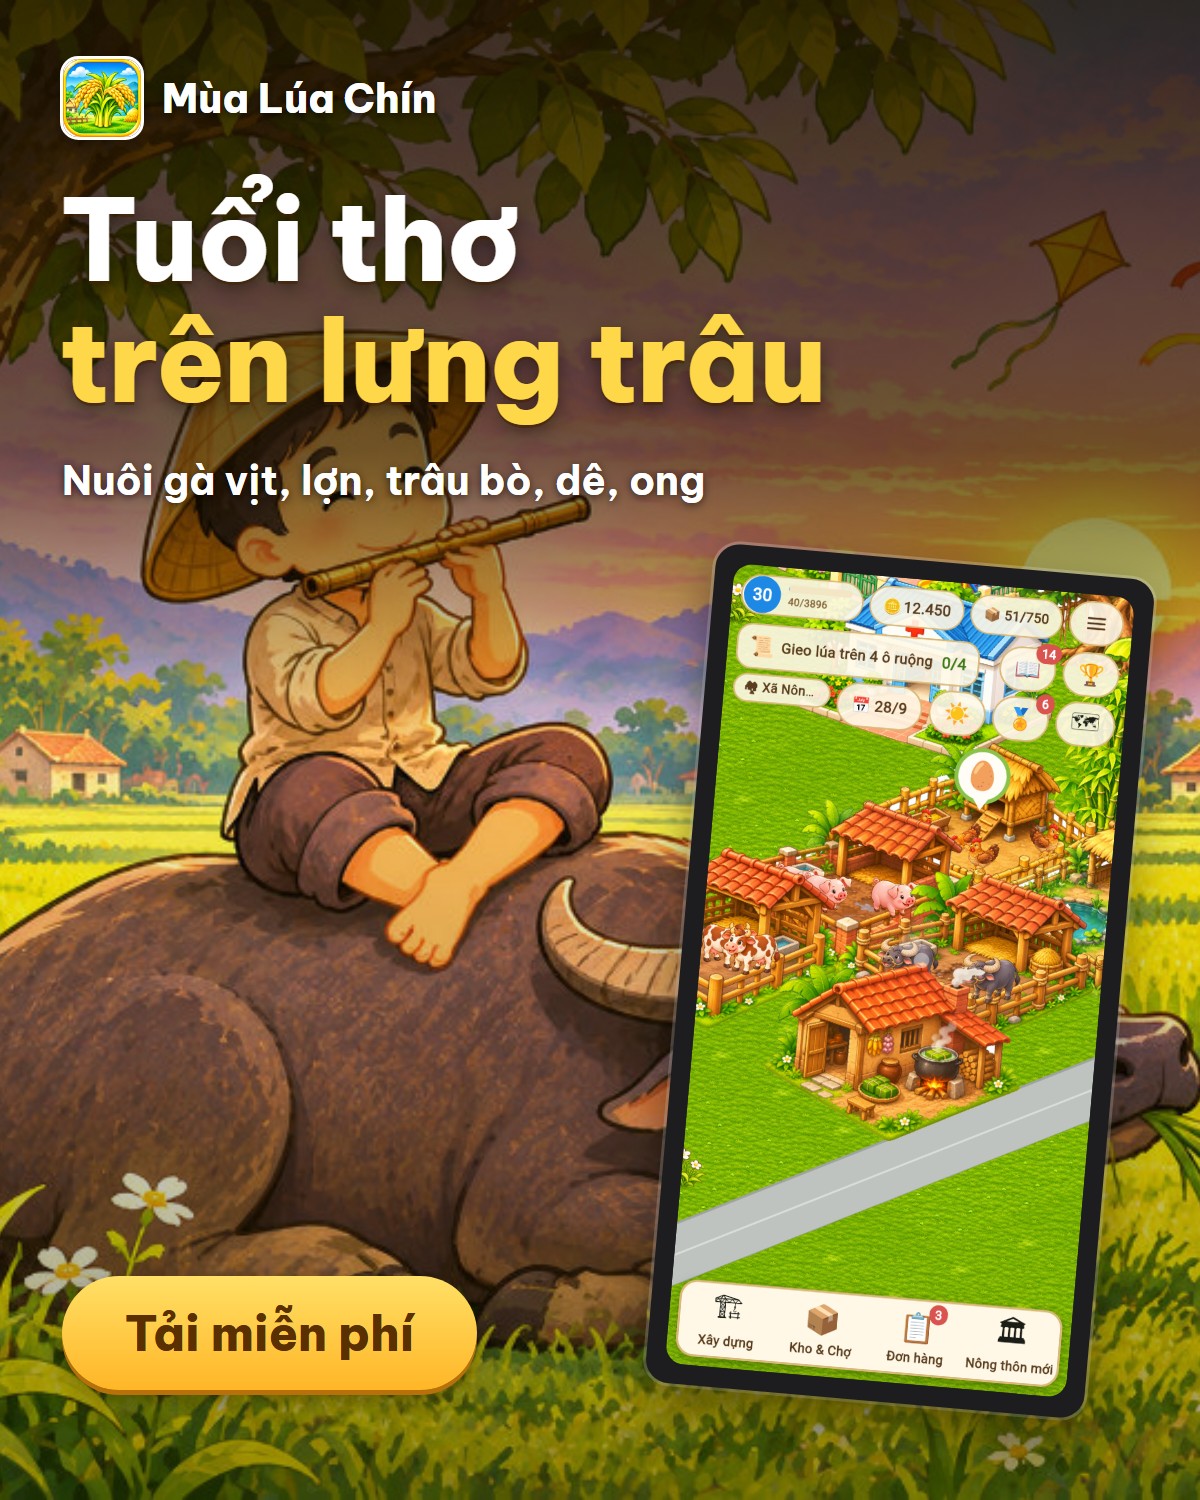 Mùa Lúa Chín
Tuổi thơ
trên lưng trâu
Nuôi gà vịt, lợn, trâu bò, dê, ong
30
40/3896
12.450
51/750
Gieo lúa trên 4 ô ruộng 0/4
14
Xã Nôn...
28/9
6
Xây dựng
Kho & Chợ
3
Đơn hàng
Nông thôn mới
Tải miễn phí